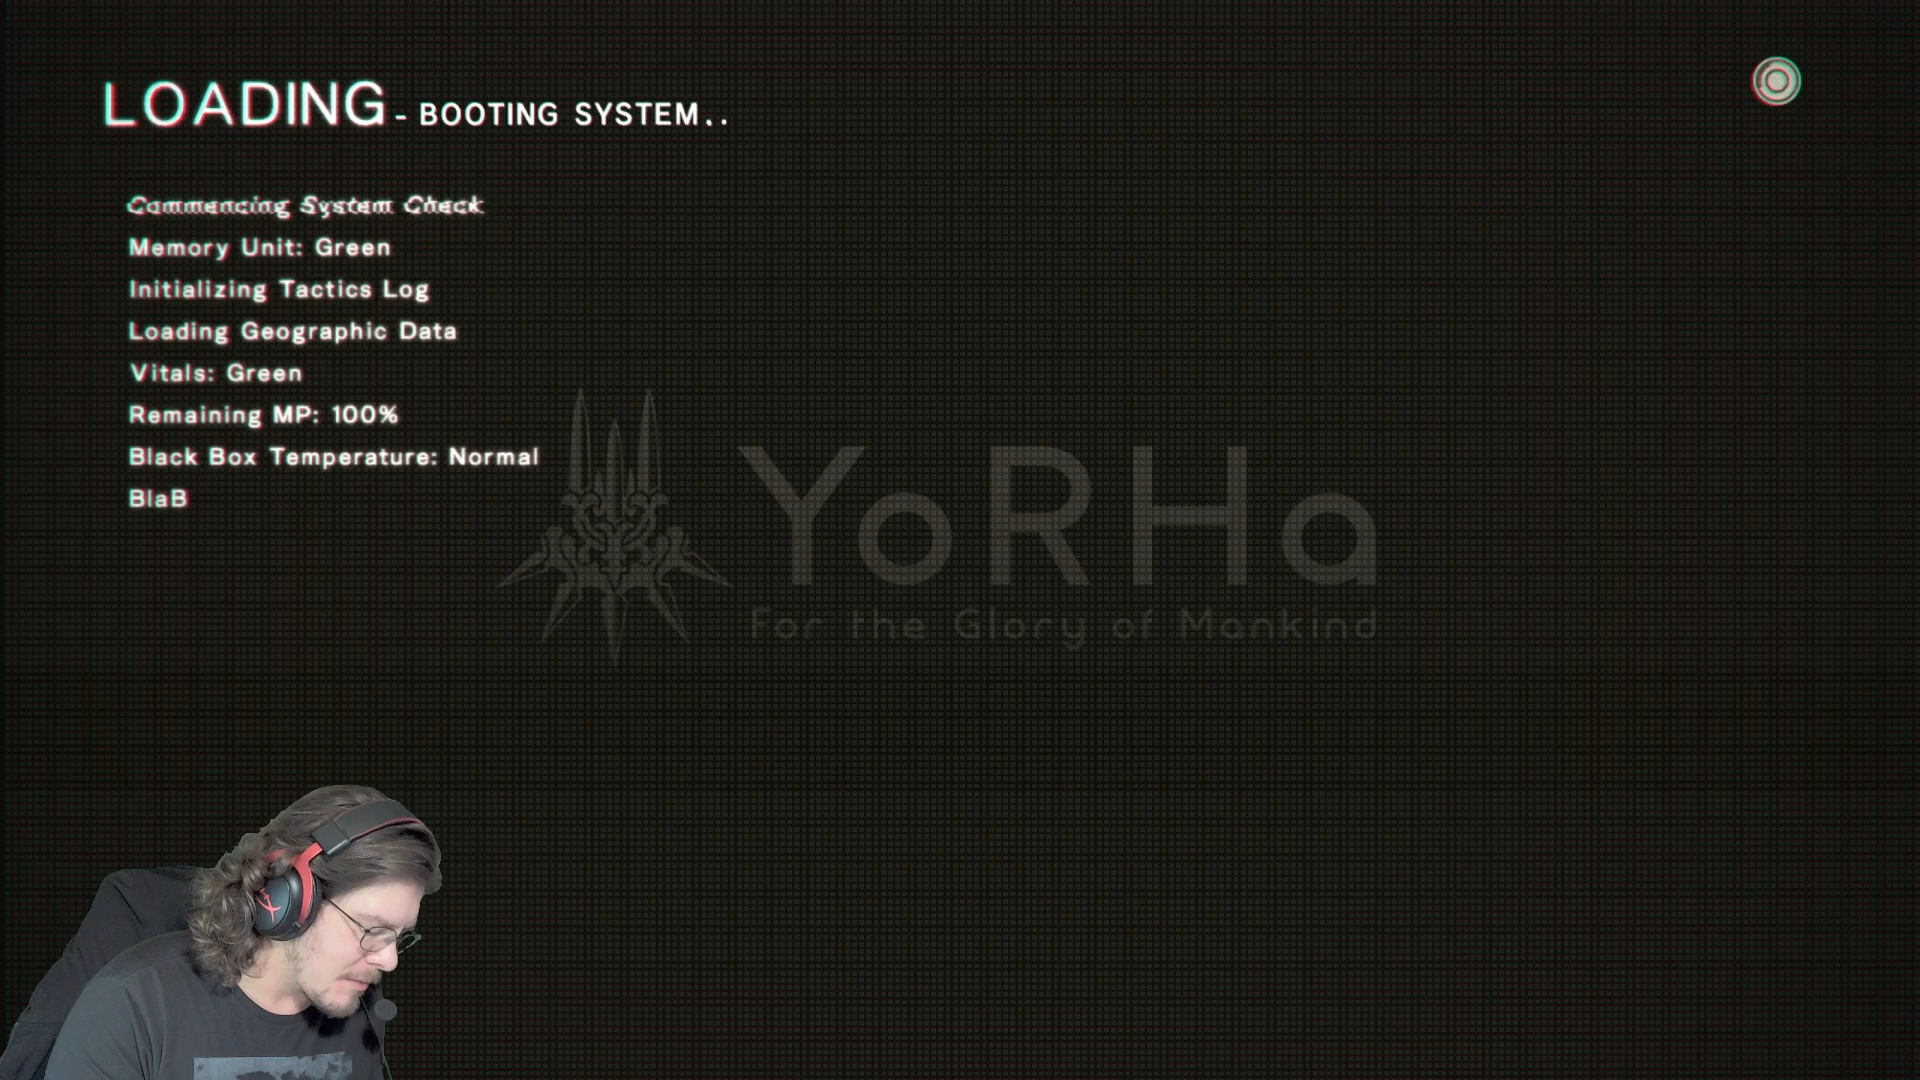 LOADING - BOOTING SYSTEM..
Commencing System Check
Memory Unit: Green
Initializing Tactics Log
Loading Geographic Data
Vitals: Green
Remaining MP: 100%
Black Box Temperature: Normal
BlaB
YoRHa
For the Glory of Mankind